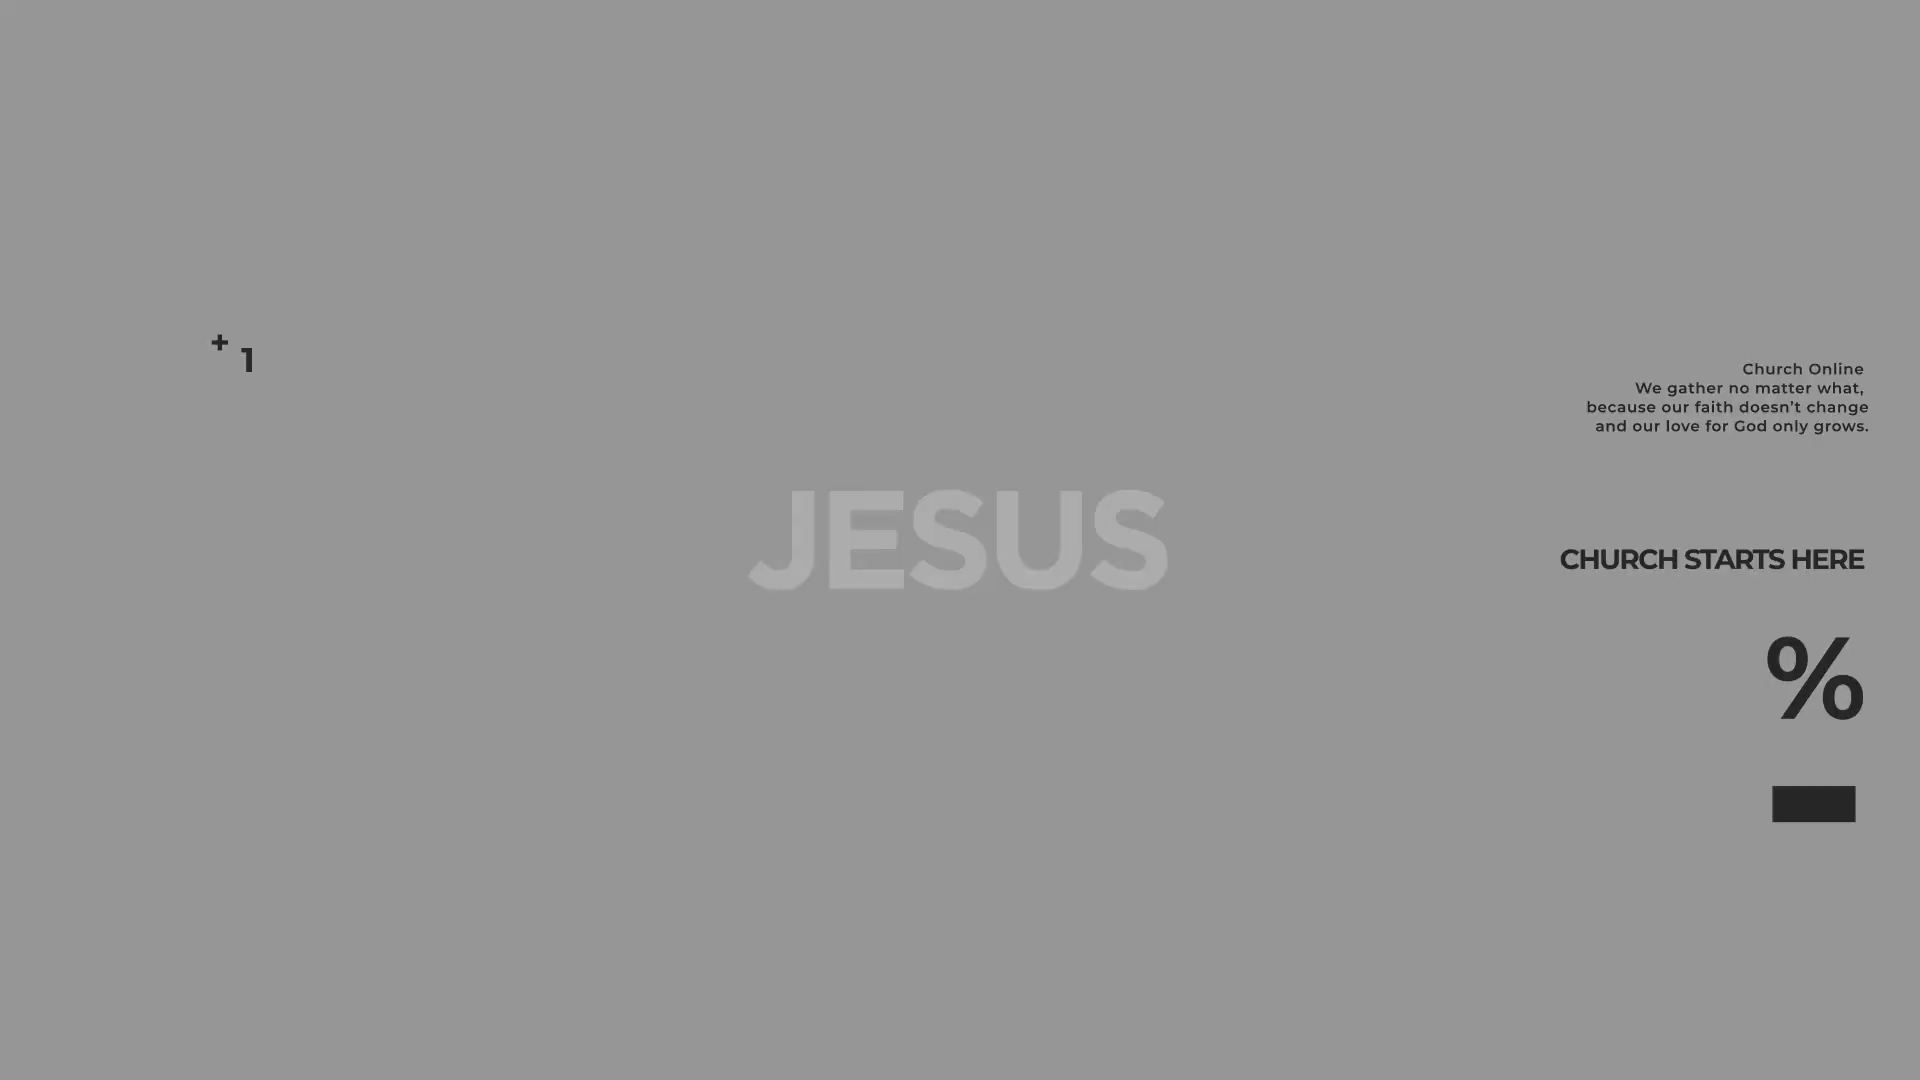 + 1
Church Online
We gather no matter what,
because our faith doesn't change
and our love for God only grows.
JESUS
CHURCH STARTS HERE
%